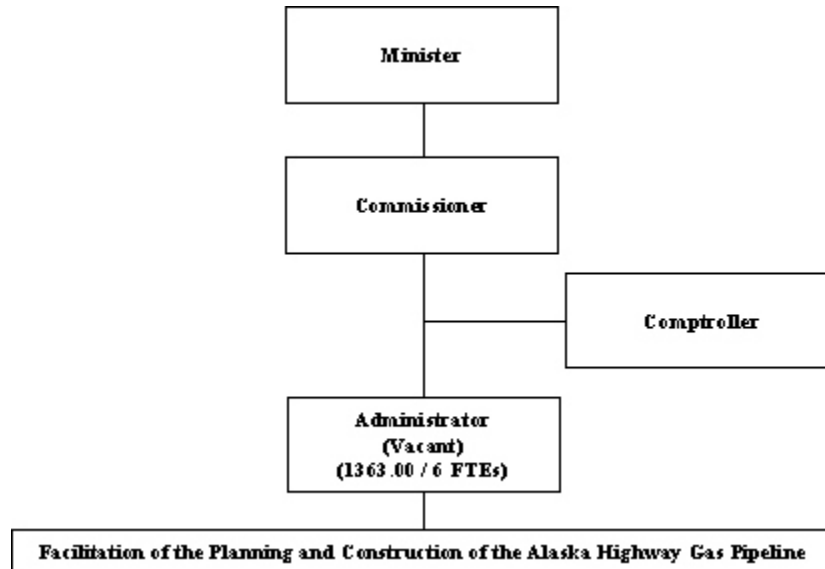 Minister
Commissioner
Comptroller
Administrator
(Vacant)
(1363.00 / 6 FTEs)
Facilitation of the Planning and Construction of the Alaska Highway Gas Pipeline